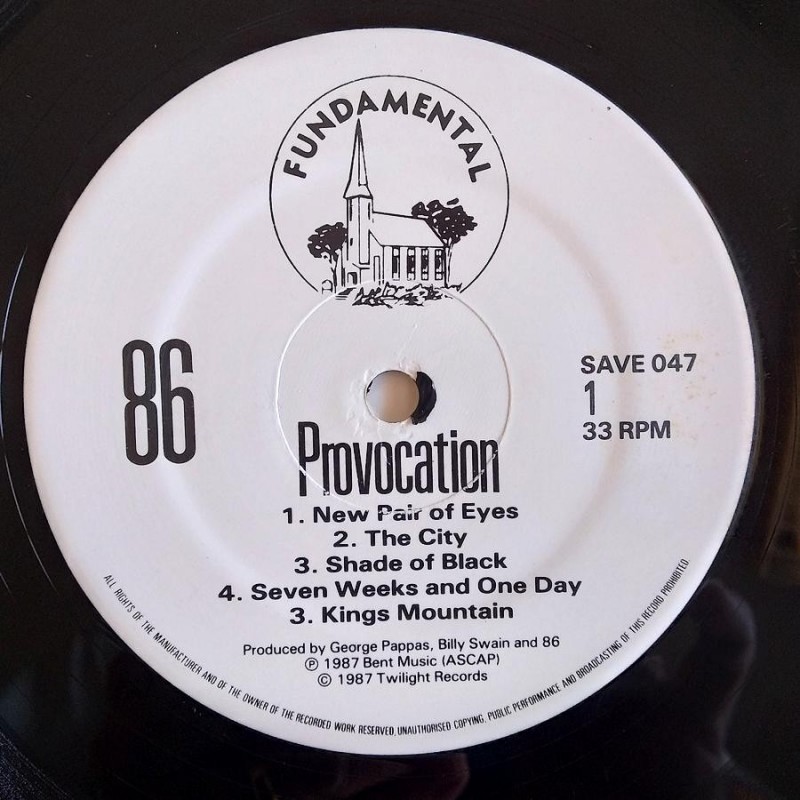 FUNDAMENTAL
86
SAVE 047
1
33 RPM
Provocation
1. New Pair of Eyes
2. The City
3. Shade of Black
4. Seven Weeks and One Day
3. Kings Mountain
Produced by George Pappas, Billy Swain and 86
Ⓟ 1987 Bent Music (ASCAP)
© 1987 Twilight Records
ALL RIGHTS OF THE MANUFACTURER AND OF THE OWNER OF THE RECORDED WORK RESERVED, UNAUTHORISED COPYING, PUBLIC PERFORMANCE AND BROADCASTING OF THIS RECORD PROHIBITED